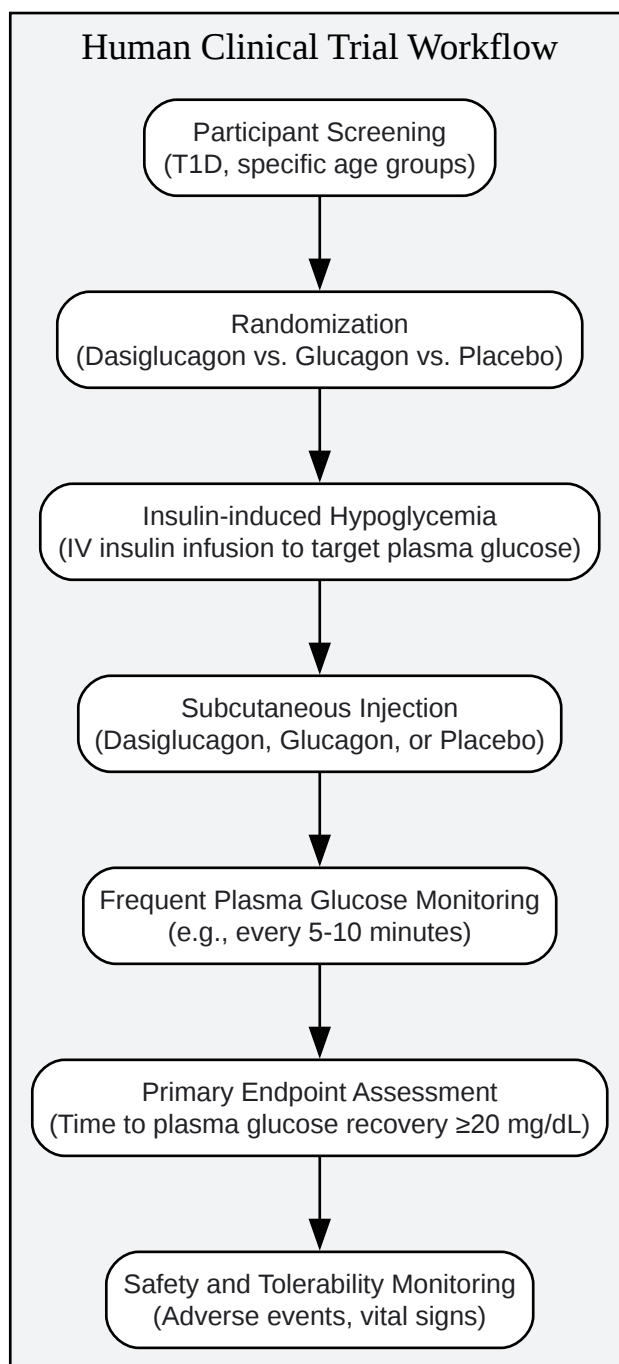 Human Clinical Trial Workflow
Participant Screening
(T1D, specific age groups)
Randomization
(Dasiglucagon vs. Glucagon vs. Placebo)
Insulin-induced Hypoglycemia
(IV insulin infusion to target plasma glucose)
Subcutaneous Injection
(Dasiglucagon, Glucagon, or Placebo)
Frequent Plasma Glucose Monitoring
(e.g., every 5-10 minutes)
Primary Endpoint Assessment
(Time to plasma glucose recovery ≥20 mg/dL)
Safety and Tolerability Monitoring
(Adverse events, vital signs)